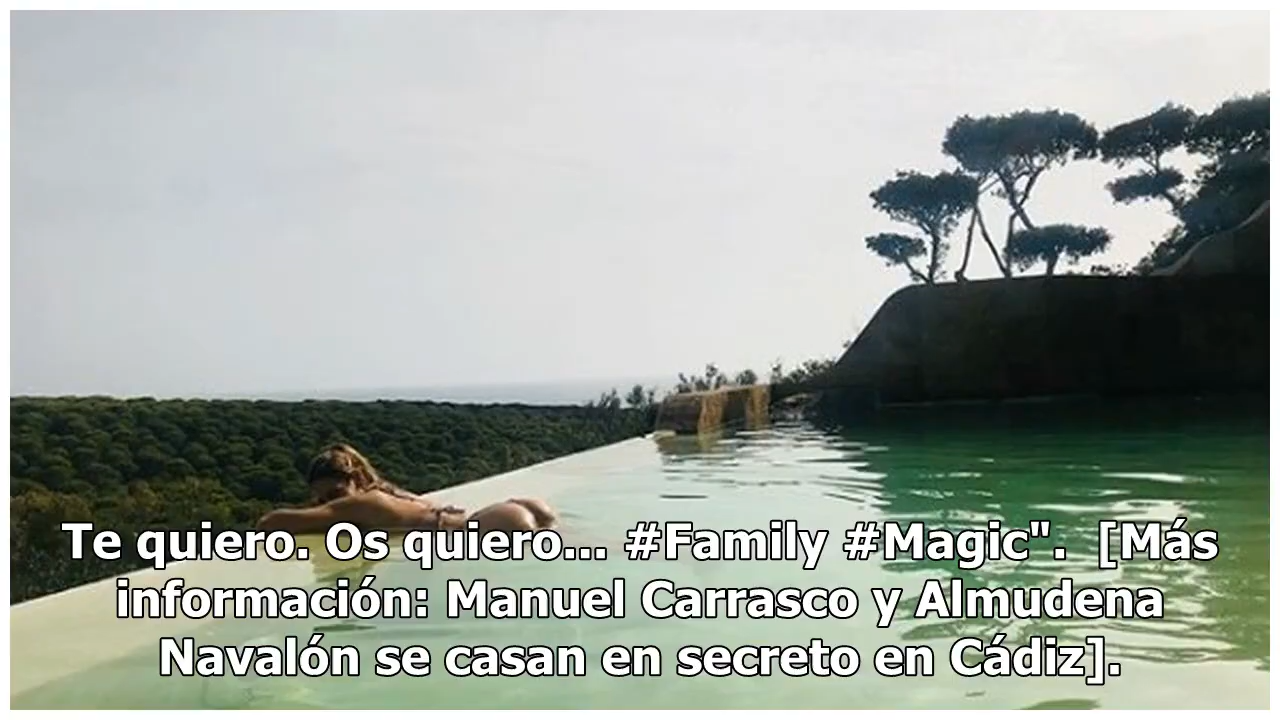 Te quiero. Os quiero... #Family #Magic".  [Más
información: Manuel Carrasco y Almudena
Navalón se casan en secreto en Cádiz].